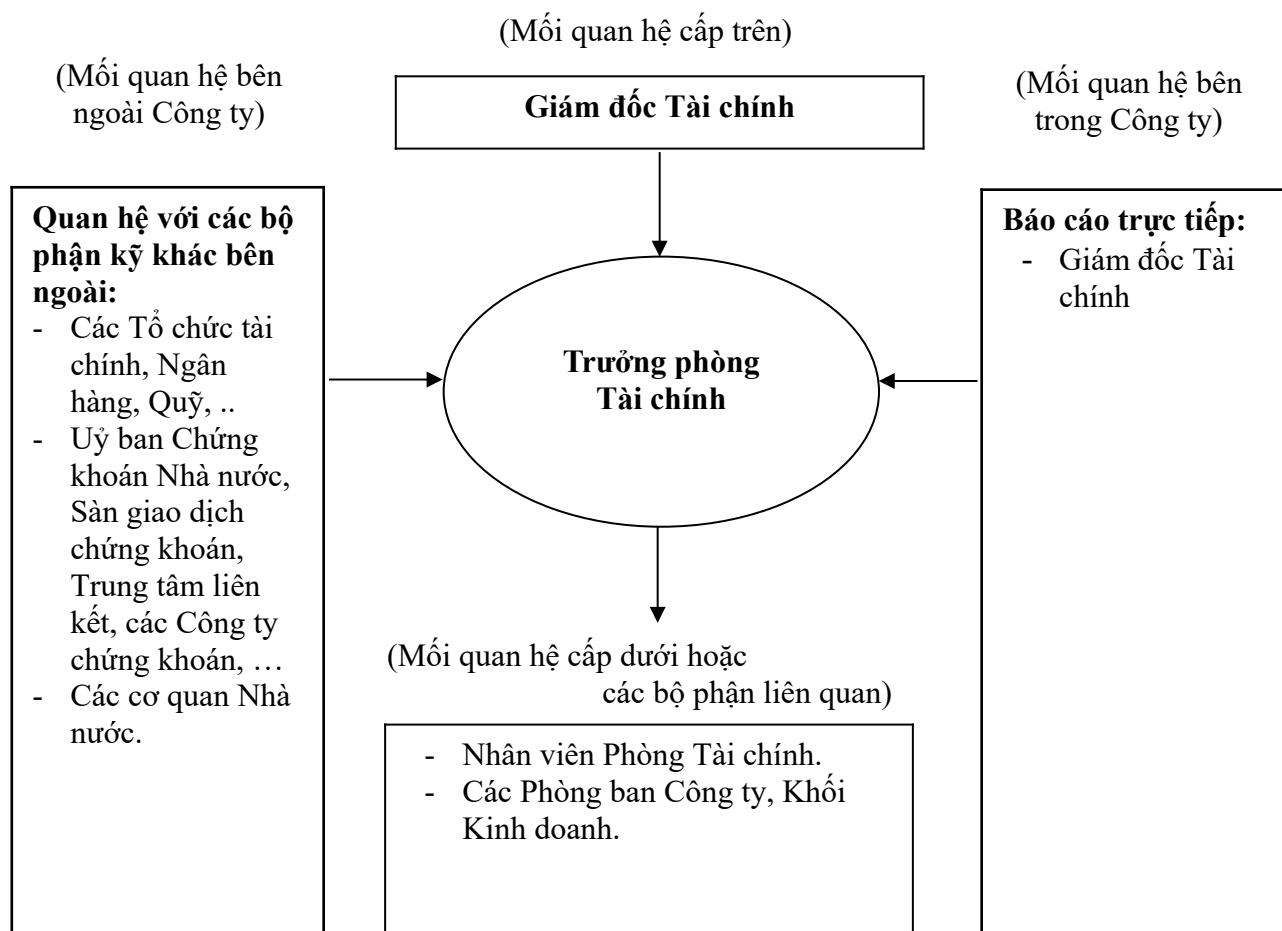 (Mối quan hệ cấp trên)
(Mối quan hệ bên
ngoài Công ty)
Giám đốc Tài chính
(Mối quan hệ bên
trong Công ty)
Quan hệ với các bộ
phận kỹ khác bên
ngoài:
- Các Tổ chức tài
chính, Ngân
hàng, Quỹ, ..
- Uỷ ban Chứng
khoán Nhà nước,
Sàn giao dịch
chứng khoán,
Trung tâm liên
kết, các Công ty
chứng khoán, …
- Các cơ quan Nhà
nước.
Trưởng phòng
Tài chính
Báo cáo trực tiếp:
- Giám đốc Tài
chính
(Mối quan hệ cấp dưới hoặc
các bộ phận liên quan)
- Nhân viên Phòng Tài chính.
- Các Phòng ban Công ty, Khối
Kinh doanh.